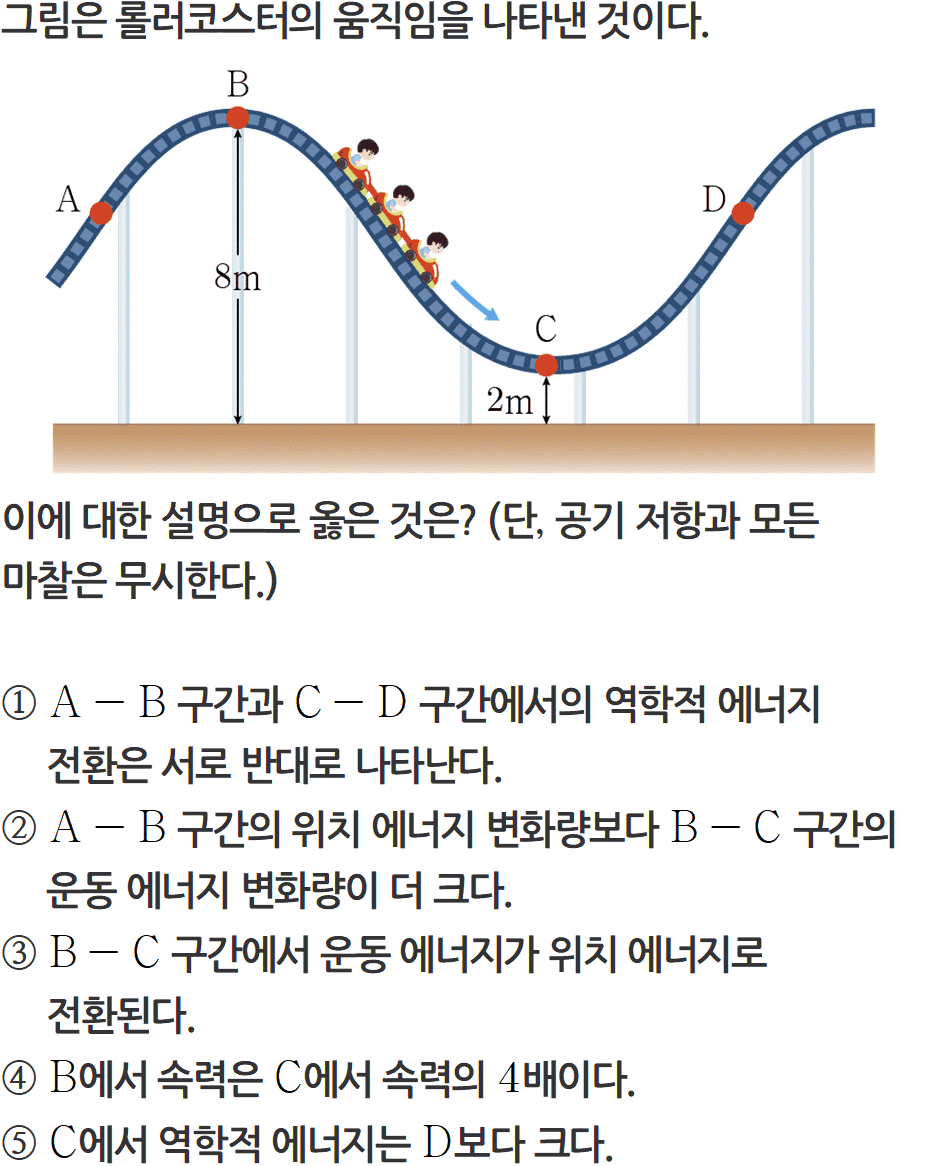 그림은 롤러코스터의 움직임을 나타낸 것이다.
B
A
D
8m
C
2m
이에 대한 설명으로 옳은 것은? (단, 공기 저항과 모든
마찰은 무시한다.)
① A - B 구간과 C - D 구간에서의 역학적 에너지
전환은 서로 반대로 나타난다.
② A - B 구간의 위치 에너지 변화량보다 B - C 구간의
운동 에너지 변화량이 더 크다.
③ B - C 구간에서 운동 에너지가 위치 에너지로
전환된다.
④ B에서 속력은 C에서 속력의 4배이다.
⑤ C에서 역학적 에너지는 D보다 크다.